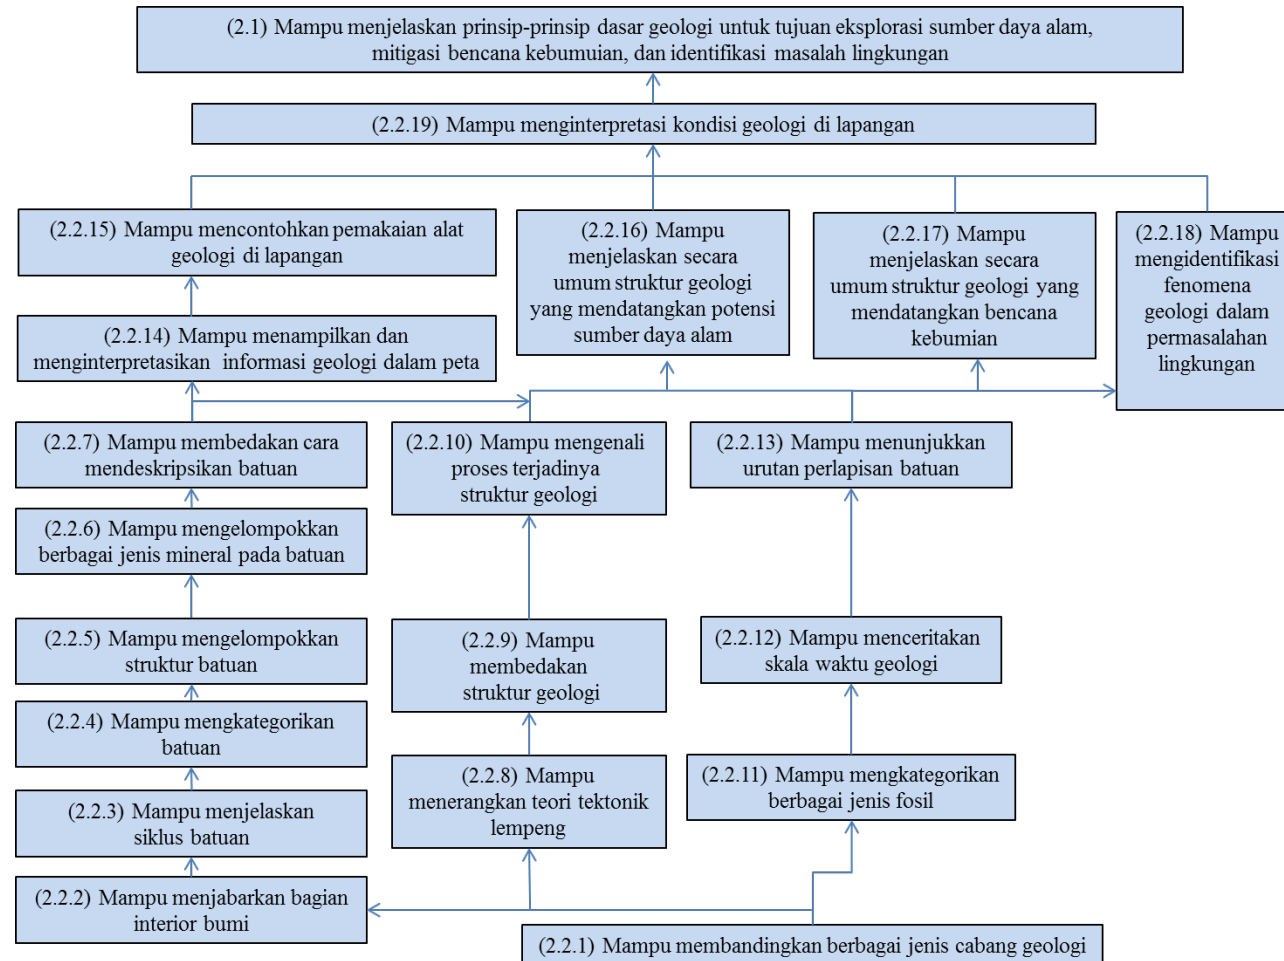 (2.1) Mampu menjelaskan prinsip-prinsip dasar geologi untuk tujuan eksplorasi sumber daya alam,
mitigasi bencana kebumuian, dan identifikasi masalah lingkungan
(2.2.19) Mampu menginterpretasi kondisi geologi di lapangan
(2.2.15) Mampu mencontohkan pemakaian alat
geologi di lapangan
(2.2.16) Mampu
menjelaskan secara
umum struktur geologi
yang mendatangkan potensi
sumber daya alam
(2.2.17) Mampu
menjelaskan secara
umum struktur geologi yang
mendatangkan bencana
kebumian
(2.2.18) Mampu
mengidentifikasi
fenomena
geologi dalam
permasalahan
lingkungan
(2.2.14) Mampu menampilkan dan
menginterpretasikan informasi geologi dalam peta
(2.2.7) Mampu membedakan cara
mendeskripsikan batuan
(2.2.10) Mampu mengenali
proses terjadinya
struktur geologi
(2.2.13) Mampu menunjukkan
urutan perlapisan batuan
(2.2.6) Mampu mengelompokkan
berbagai jenis mineral pada batuan
(2.2.5) Mampu mengelompokkan
struktur batuan
(2.2.9) Mampu
membedakan
struktur geologi
(2.2.12) Mampu menceritakan
skala waktu geologi
(2.2.4) Mampu mengkategorikan
batuan
(2.2.8) Mampu
menerangkan teori tektonik
lempeng
(2.2.11) Mampu mengkategorikan
berbagai jenis fosil
(2.2.3) Mampu menjelaskan
siklus batuan
(2.2.2) Mampu menjabarkan bagian
interior bumi
(2.2.1) Mampu membandingkan berbagai jenis cabang geologi